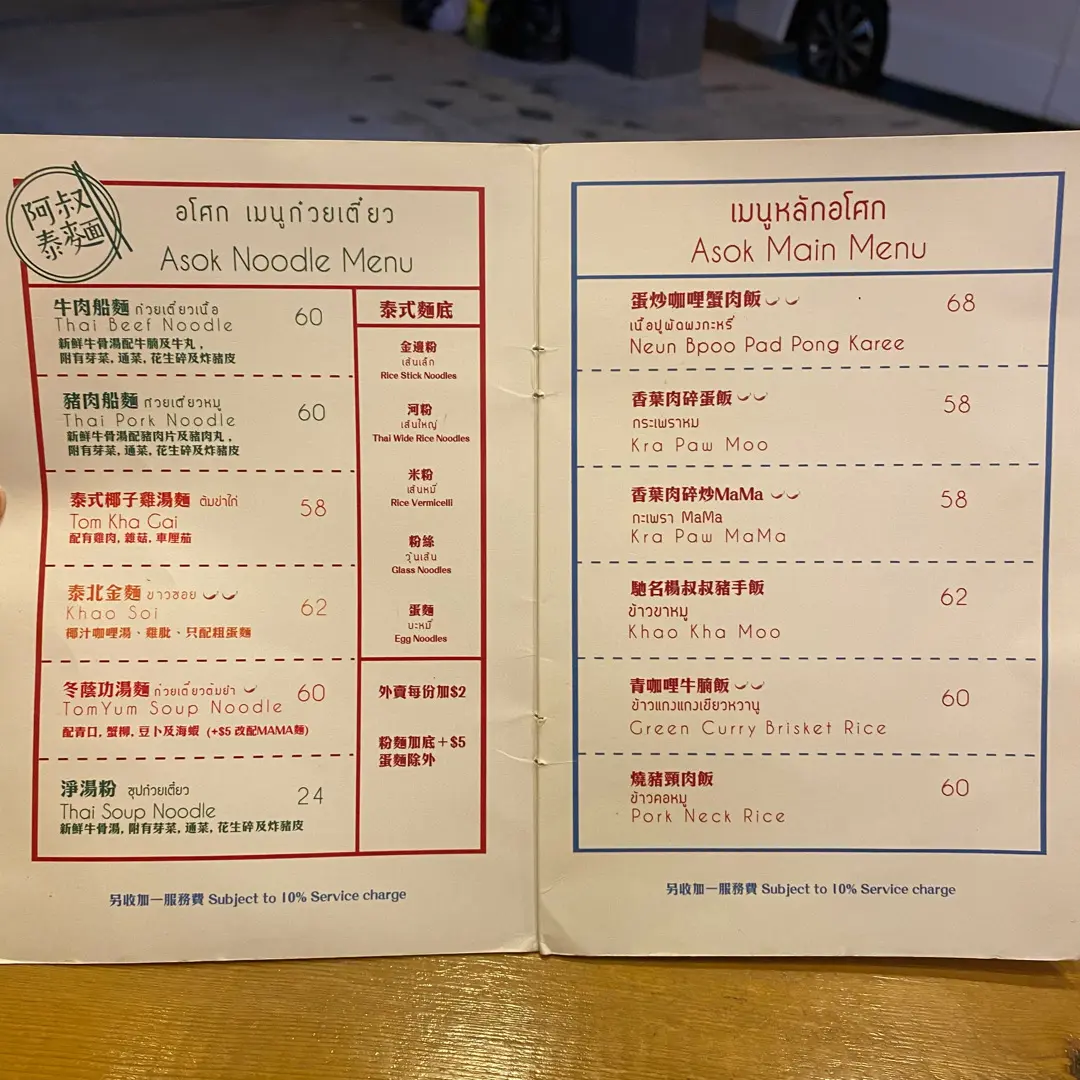 阿叔
泰麵
อโศก เมนูก๋วยเตี๋ยว
Asok Noodle Menu
牛肉船麵 ก๋วยเตี๋ยวเนื้อ 60
Thai Beef Noodle
新鮮牛骨湯配牛腩及牛丸，
附有芽菜, 通菜, 花生碎及炸豬皮
豬肉船麵 ก๋วยเตี๋ยวหมู 60
Thai Pork Noodle
新鮮牛骨湯配豬肉片及豬肉丸，
附有芽菜, 通菜, 花生碎及炸豬皮
泰式椰子雞湯麵 ต้มข่าไก่ 58
Tom Kha Gai
配有雞肉, 雜菇, 車厘茄
泰北金麵 ข้าวซอย 62
Khao Soi
椰汁咖喱湯、雞肶、只配粗蛋麵
冬蔭功湯麵 ก๋วยเตี๋ยวต้มยำ 60
TomYum Soup Noodle
配青口, 蟹柳, 豆卜及海蝦 (+$5 改配MAMA麵)
淨湯粉 ซุปก๋วยเตี๋ยว 24
Thai Soup Noodle
新鮮牛骨湯, 附有芽菜, 通菜, 花生碎及炸豬皮
泰式麵底
金邊粉
เส้นเล็ก
Rice Stick Noodles
河粉
เส้นใหญ่
Thai Wide Rice Noodles
米粉
เส้นหมี่
Rice Vermicelli
粉絲
วุ้นเส้น
Glass Noodles
蛋麵
บะหมี่
Egg Noodles
外賣每份加$2
粉麵加底＋$5
蛋麵除外
另收加一服務費 Subject to 10% Service charge
เมนูหลักอโศก
Asok Main Menu
蛋炒咖喱蟹肉飯 68
เนื้อปูผัดผงกะหรี่
Neun Bpoo Pad Pong Karee
香葉肉碎蛋飯 58
กระเพราหม
Kra Paw Moo
香葉肉碎炒MaMa 58
กะเพรา MaMa
Kra Paw MaMa
馳名楊叔叔豬手飯 62
ข้าวขาหมู
Khao Kha Moo
青咖喱牛腩飯 60
ข้าวแกงแกงเขียวหวานู
Green Curry Brisket Rice
燒豬頸肉飯 60
ข้าวคอหมู
Pork Neck Rice
另收加一服務費 Subject to 10% Service charge